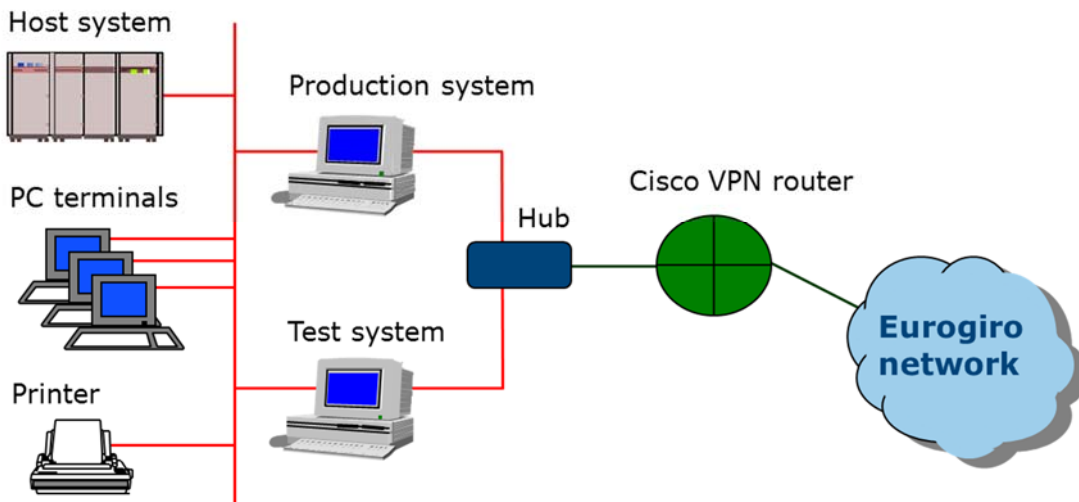 Host system
Production system
PC terminals
Cisco VPN router
Hub
Test system
Eurogiro
network
Printer